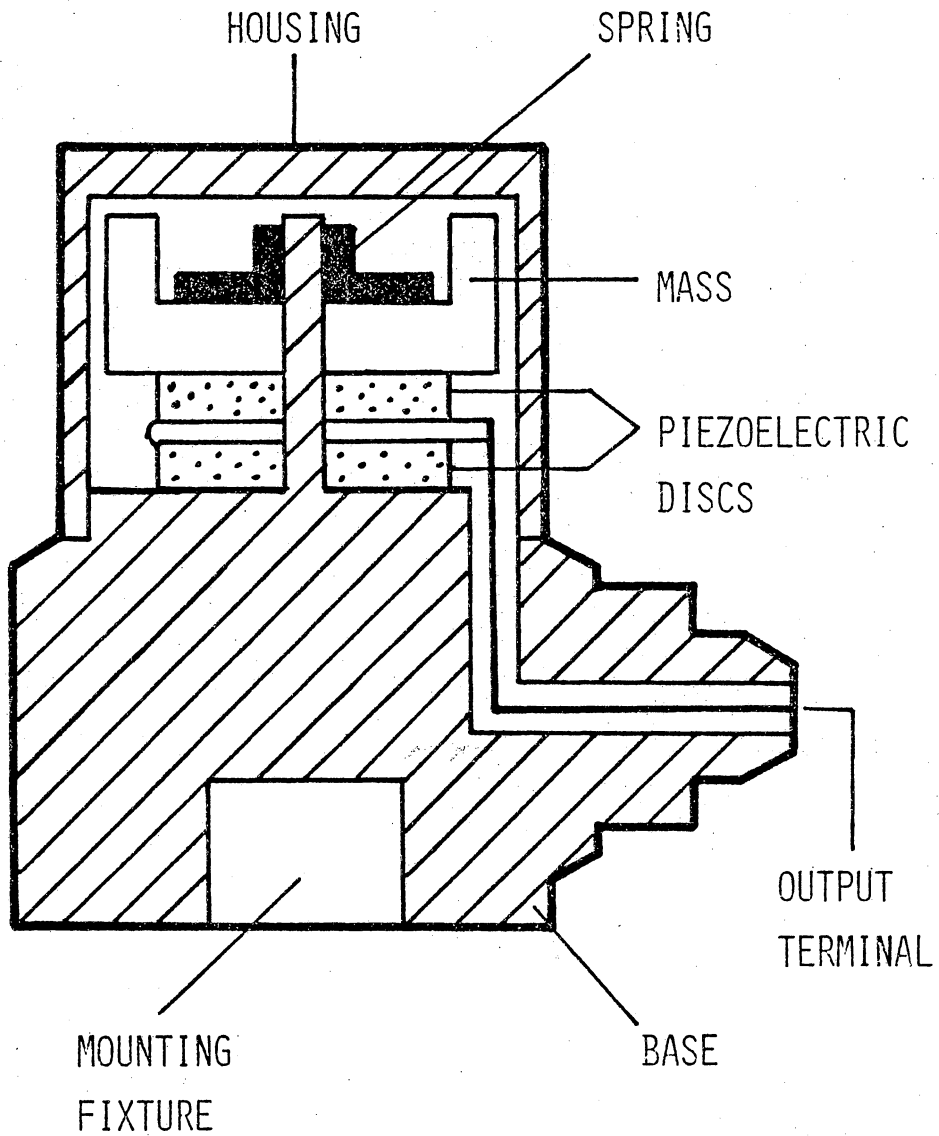 HOUSING
SPRING
MASS
PIEZOELECTRIC
DISCS
OUTPUT
TERMINAL
MOUNTING
FIXTURE
BASE